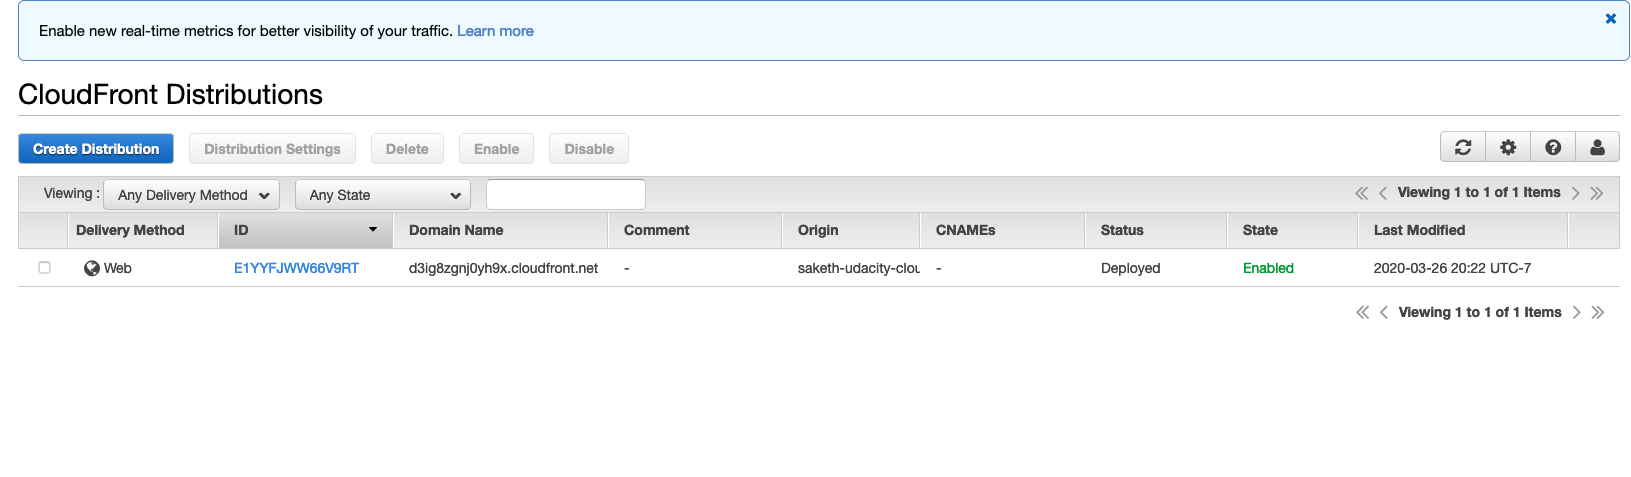 Enable new real-time metrics for better visibility of your traffic. Learn more
CloudFront Distributions
Create Distribution Distribution Settings Delete Enable Disable
Viewing : Any Delivery Method Any State Viewing 1 to 1 of 1 Items
Delivery Method ID Domain Name Comment Origin CNAMEs Status State Last Modified
Web E1YYFJWW66V9RT d3ig8zgnj0yh9x.cloudfront.net - saketh-udacity-clou - Deployed Enabled 2020-03-26 20:22 UTC-7
Viewing 1 to 1 of 1 Items